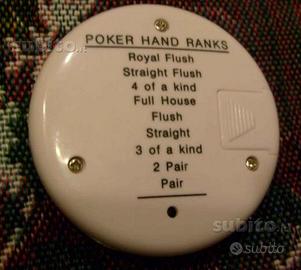 POKER HAND RANKS
Royal Flush
Straight Flush
4 of a kind
Full House
Flush
Straight
3 of a kind
2 Pair
Pair
subito
subito